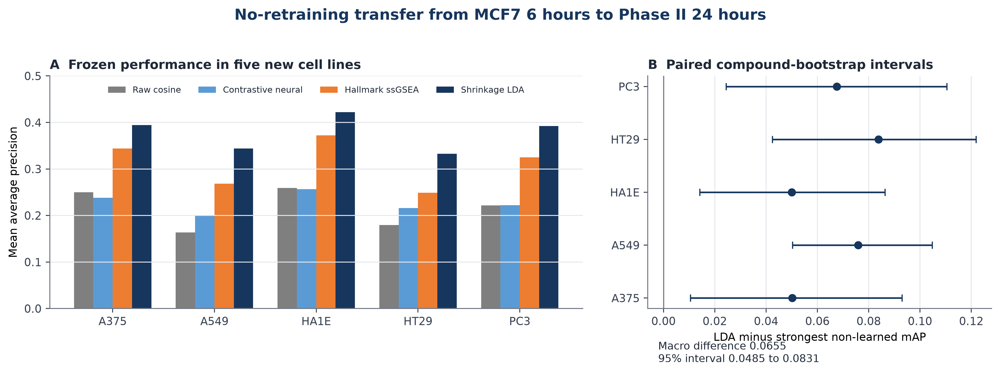 No-retraining transfer from MCF7 6 hours to Phase II 24 hours
A Frozen performance in five new cell lines
Raw cosine
Contrastive neural
Hallmark ssGSEA
Shrinkage LDA
Mean average precision
0.5
0.4
0.3
0.2
0.1
0.0
A375
A549
HA1E
HT29
PC3
B Paired compound-bootstrap intervals
PC3
HT29
HA1E
A549
A375
0.00
0.02
0.04
0.06
0.08
0.10
0.12
LDA minus strongest non-learned mAP
Macro difference 0.0655
95% interval 0.0485 to 0.0831